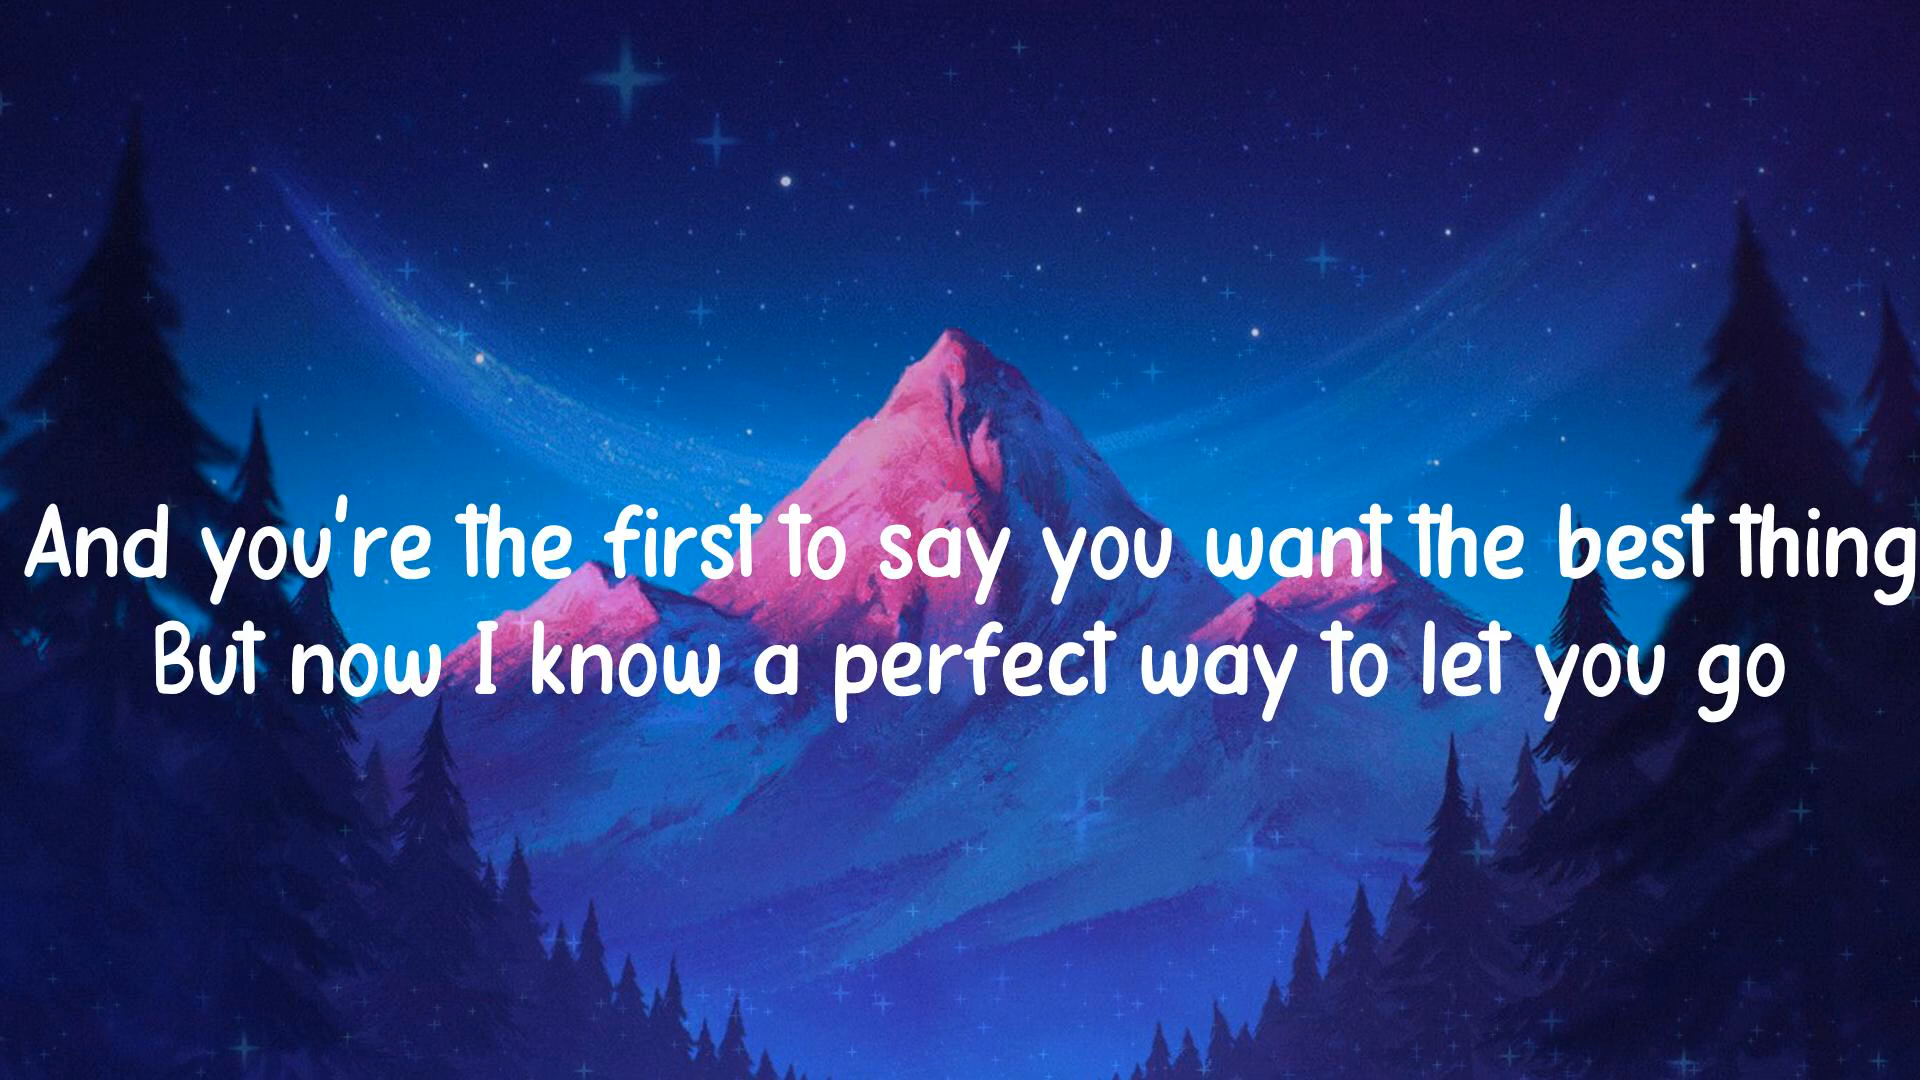 And you're the first to say you want the best thing
But now I know a perfect way to let you go